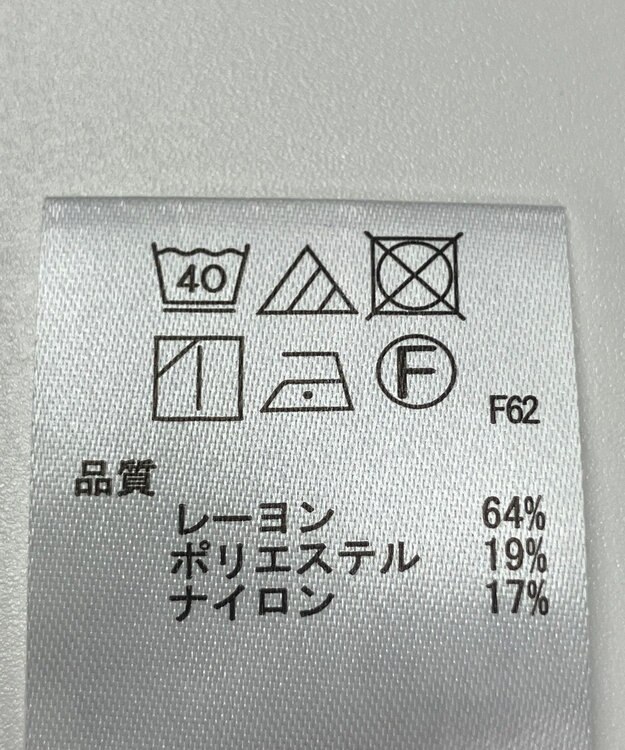 40
F F62
品質
レーヨン 64%
ポリエステル 19%
ナイロン 17%